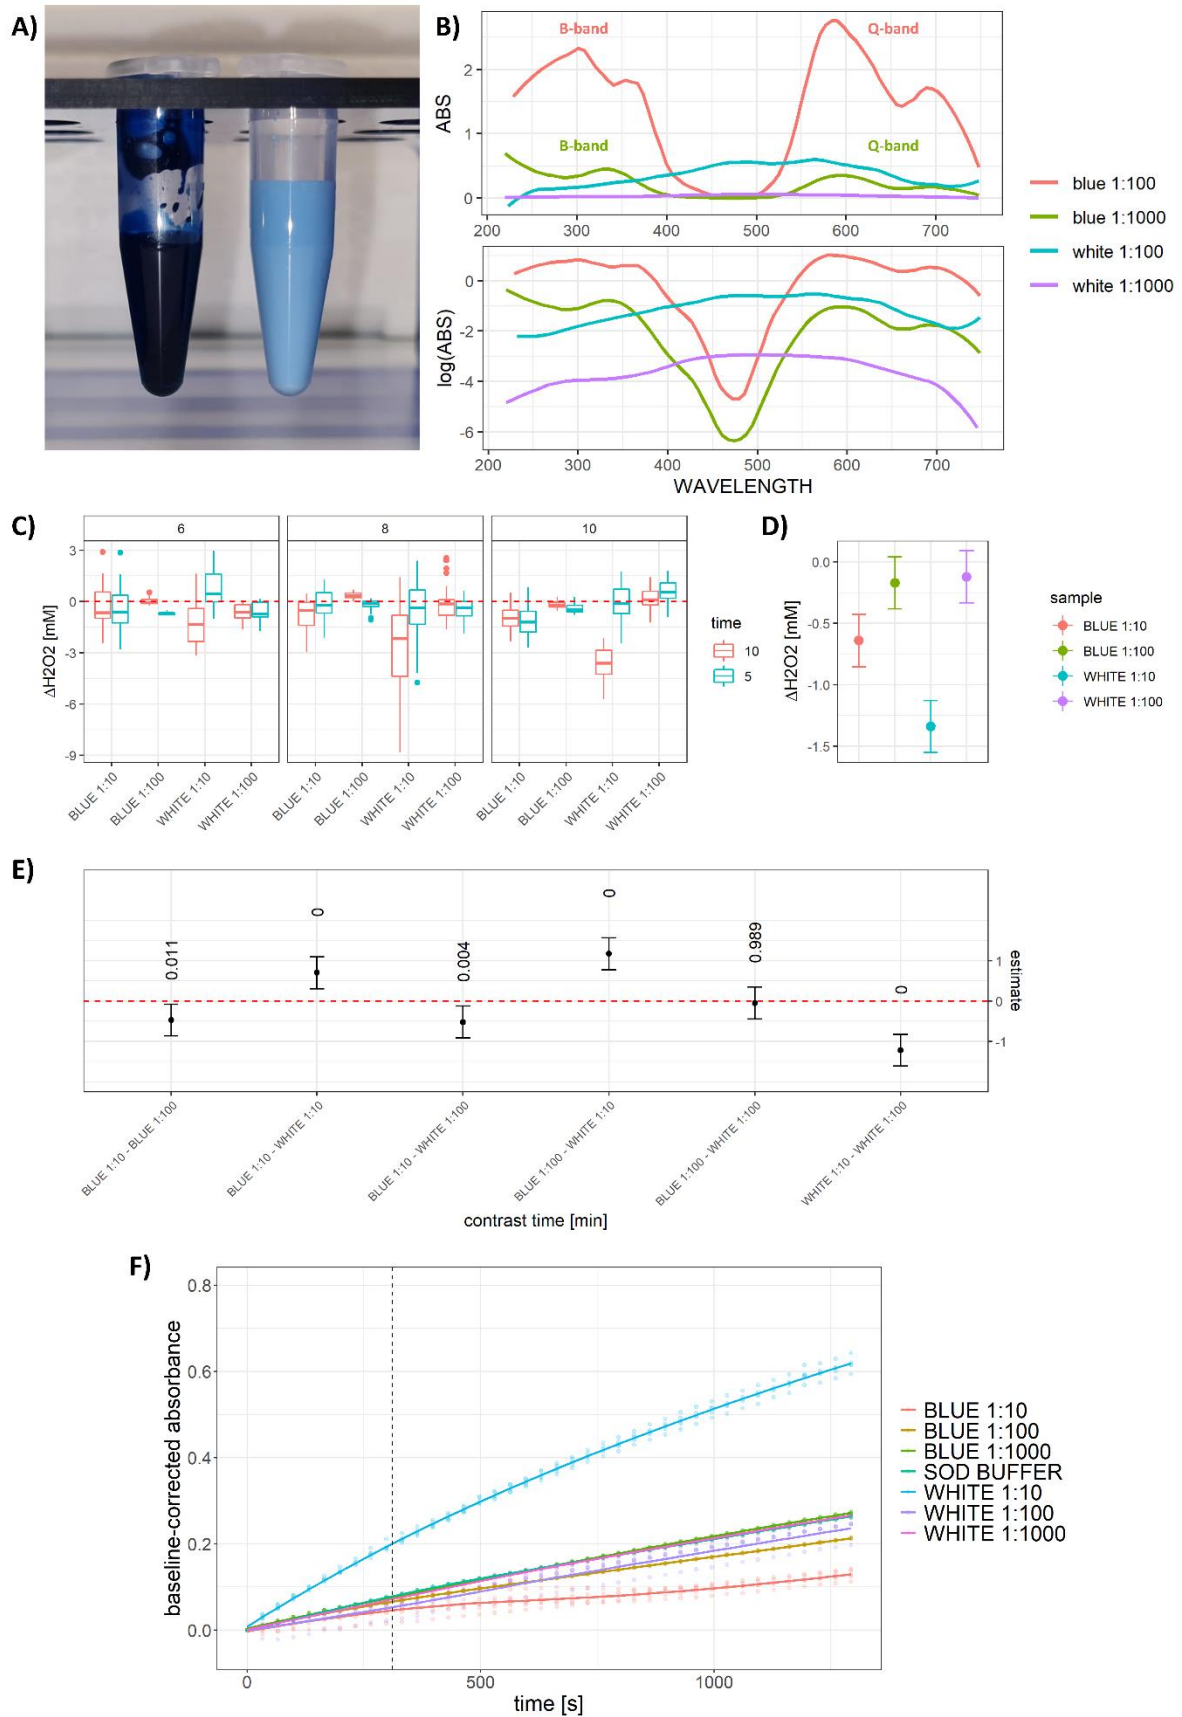 A)
B)
B-band
Q-band
B-band
Q-band
ABS
2
1
0
200
300
400
500
600
700
log(ABS)
0
-2
-4
-6
200
300
400
500
600
700
WAVELENGTH
blue 1:100
blue 1:1000
white 1:100
white 1:1000
C)
6
8
10
ΔH2O2 [mM]
3
0
-3
-6
-9
BLUE 1:10
BLUE 1:100
WHITE 1:10
WHITE 1:100
BLUE 1:10
BLUE 1:100
WHITE 1:10
WHITE 1:100
BLUE 1:10
BLUE 1:100
WHITE 1:10
WHITE 1:100
time
10
5
D)
ΔH2O2 [mM]
0.0
-0.5
-1.0
-1.5
sample
BLUE 1:10
BLUE 1:100
WHITE 1:10
WHITE 1:100
E)
0.011
0
0.004
0
0.989
0
1
0
-1
estimate
BLUE 1:10 - BLUE 1:100
BLUE 1:10 - WHITE 1:10
BLUE 1:10 - WHITE 1:100
BLUE 1:100 - WHITE 1:10
BLUE 1:100 - WHITE 1:100
WHITE 1:10 - WHITE 1:100
contrast time [min]
F)
baseline-corrected absorbance
0.8
0.6
0.4
0.2
0.0
0
500
1000
time [s]
BLUE 1:10
BLUE 1:100
BLUE 1:1000
SOD BUFFER
WHITE 1:10
WHITE 1:100
WHITE 1:1000